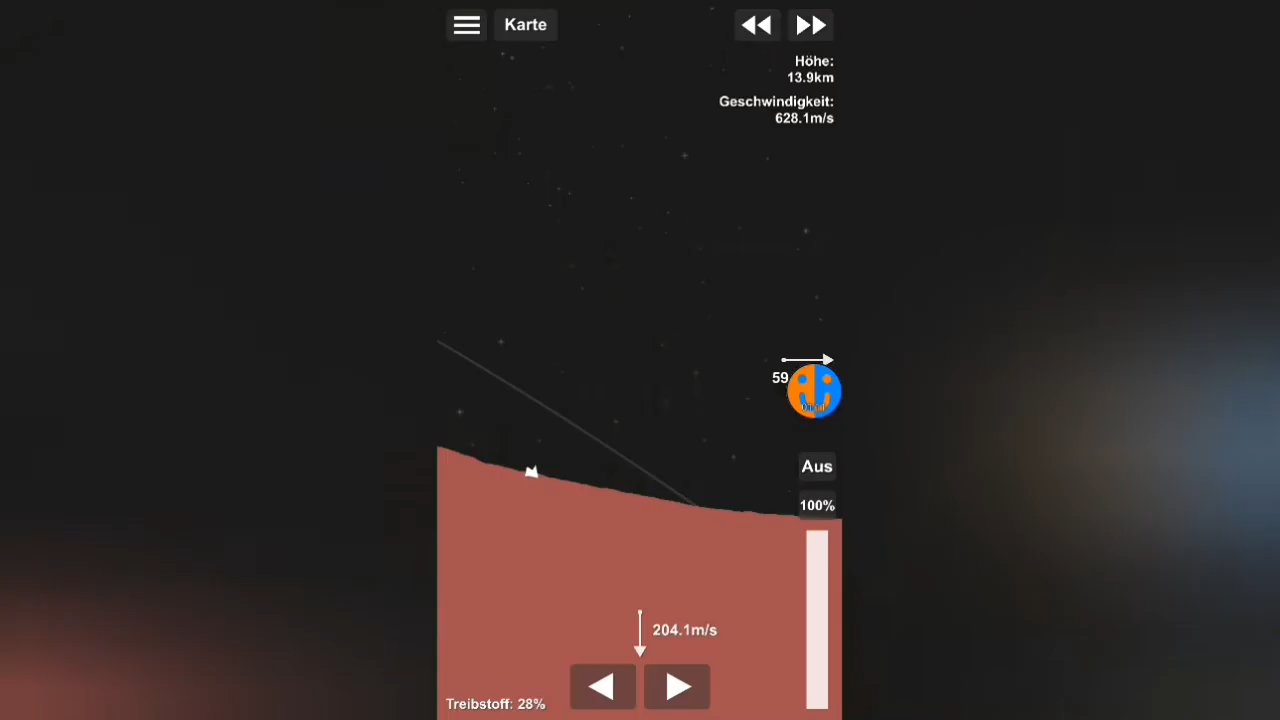 Karte
Höhe:
13.9km
Geschwindigkeit:
628.1m/s
59
Aus
100%
204.1m/s
Treibstoff: 28%